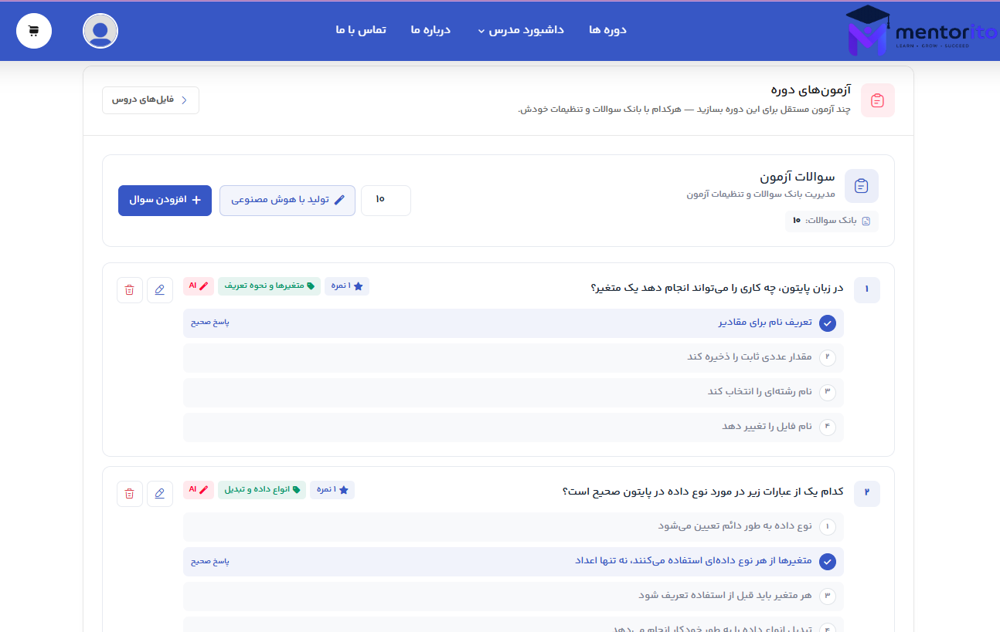 mentorito
LEARN • GROW • SUCCEED
دوره ها
داشبورد مدرس
درباره ما
تماس با ما
آزمون‌های دوره
چند آزمون مستقل برای این دوره بسازید — هرکدام با بانک سوالات و تنظیمات خودش.
فایل‌های دروس
سوالات آزمون
مدیریت بانک سوالات و تنظیمات آزمون
بانک سوالات: ۱۰
۱۰
تولید با هوش مصنوعی
+ افزودن سوال
۱
در زبان پایتون، چه کاری را می‌تواند انجام دهد یک متغیر؟
۱ نمره
متغیرها و نحوه تعریف
AI
تعریف نام برای مقادیر
پاسخ صحیح
۲ مقدار عددی ثابت را ذخیره کند
۳ نام رشته‌ای را انتخاب کند
۴ نام فایل را تغییر دهد
۲
کدام یک از عبارات زیر در مورد نوع داده در پایتون صحیح است؟
۱ نمره
انواع داده و تبدیل
AI
۱ نوع داده به طور دائم تعیین می‌شود
متغیرها از هر نوع داده‌ای استفاده می‌کنند، نه تنها اعداد
پاسخ صحیح
۳ هر متغیر باید قبل از استفاده تعریف شود
۴ تبدیل انواع داده را به طور خودکار انجام می‌دهد